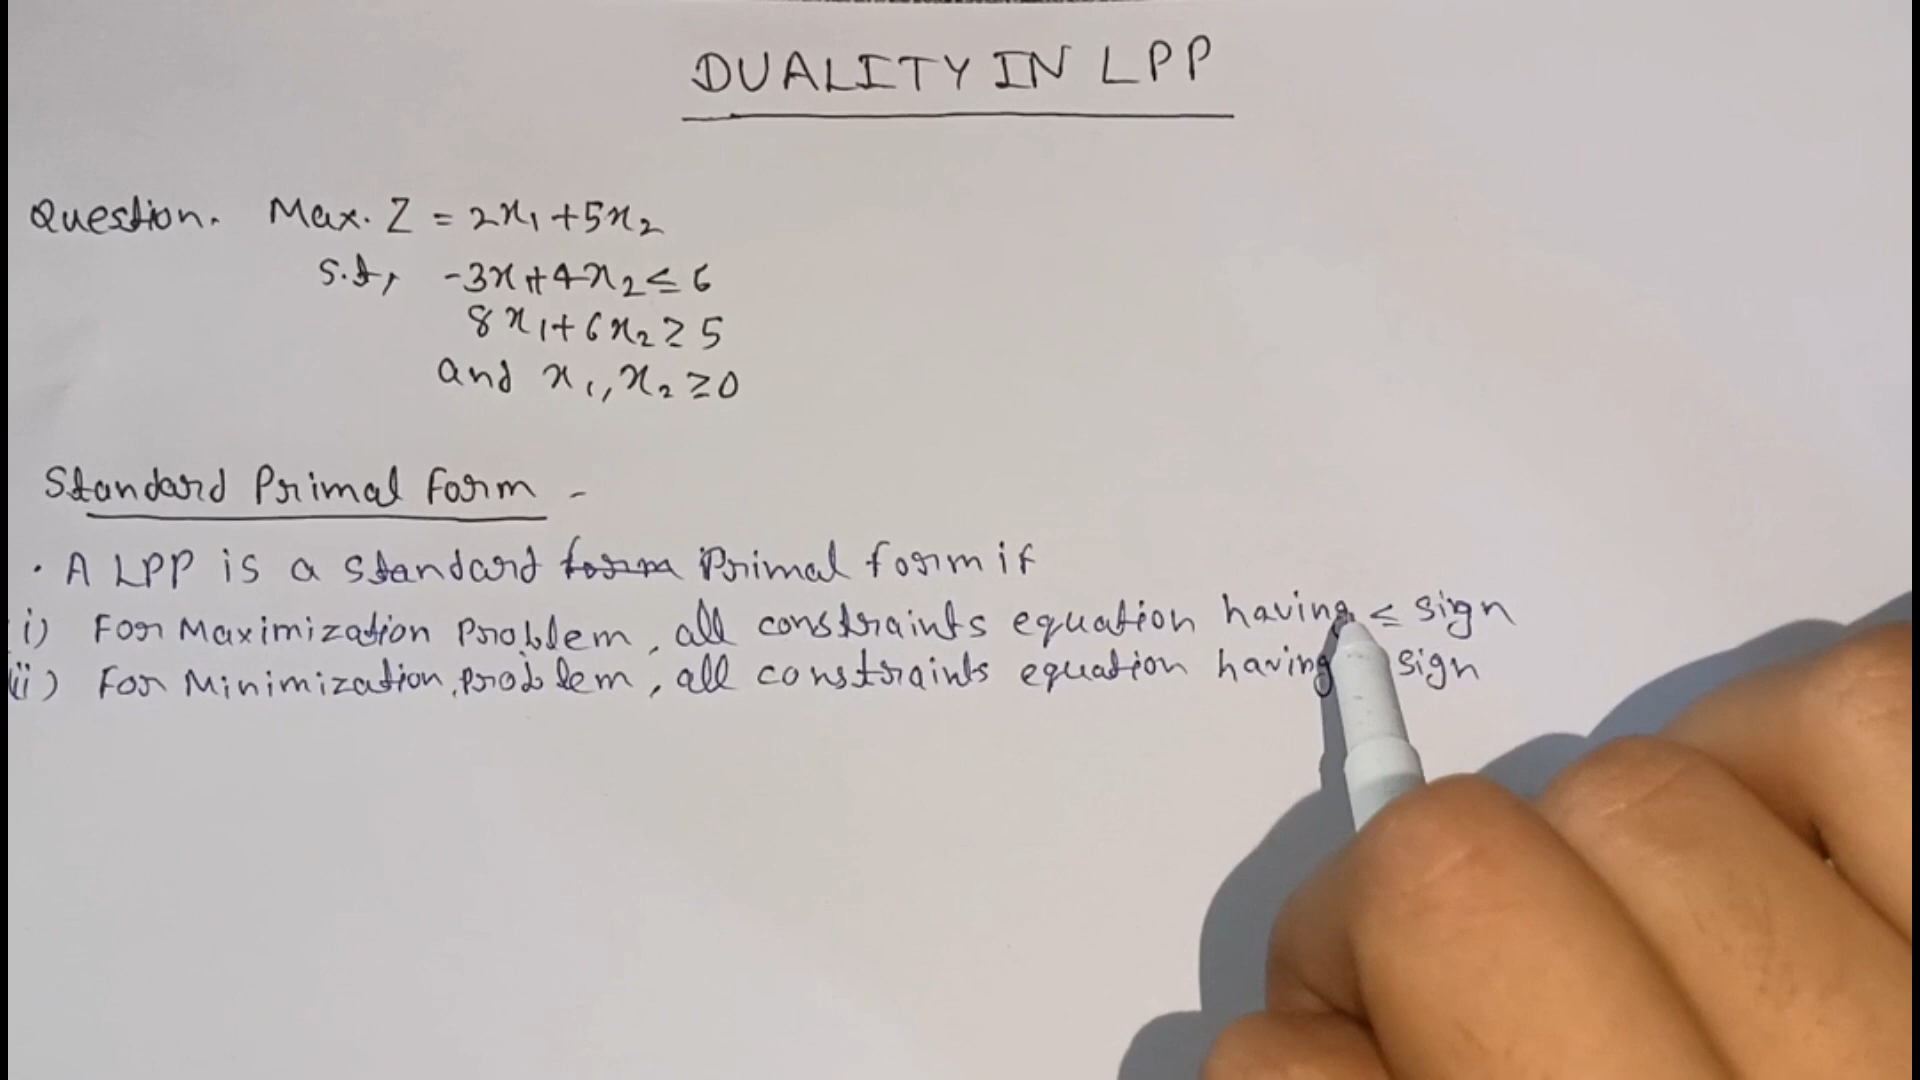 DUALITY IN LPP
Question. Max. Z = 2x₁ + 5x₂
s.t, -3x₁+4x₂ ≤ 6
8x₁+6x₂ ≥ 5
and x₁, x₂ ≥ 0
Standard Primal Form -
· A LPP is a standard form Primal form if
i) For Maximization Problem, all constraints equation having ≤ sign
ii) For Minimization Problem, all constraints equation having sign